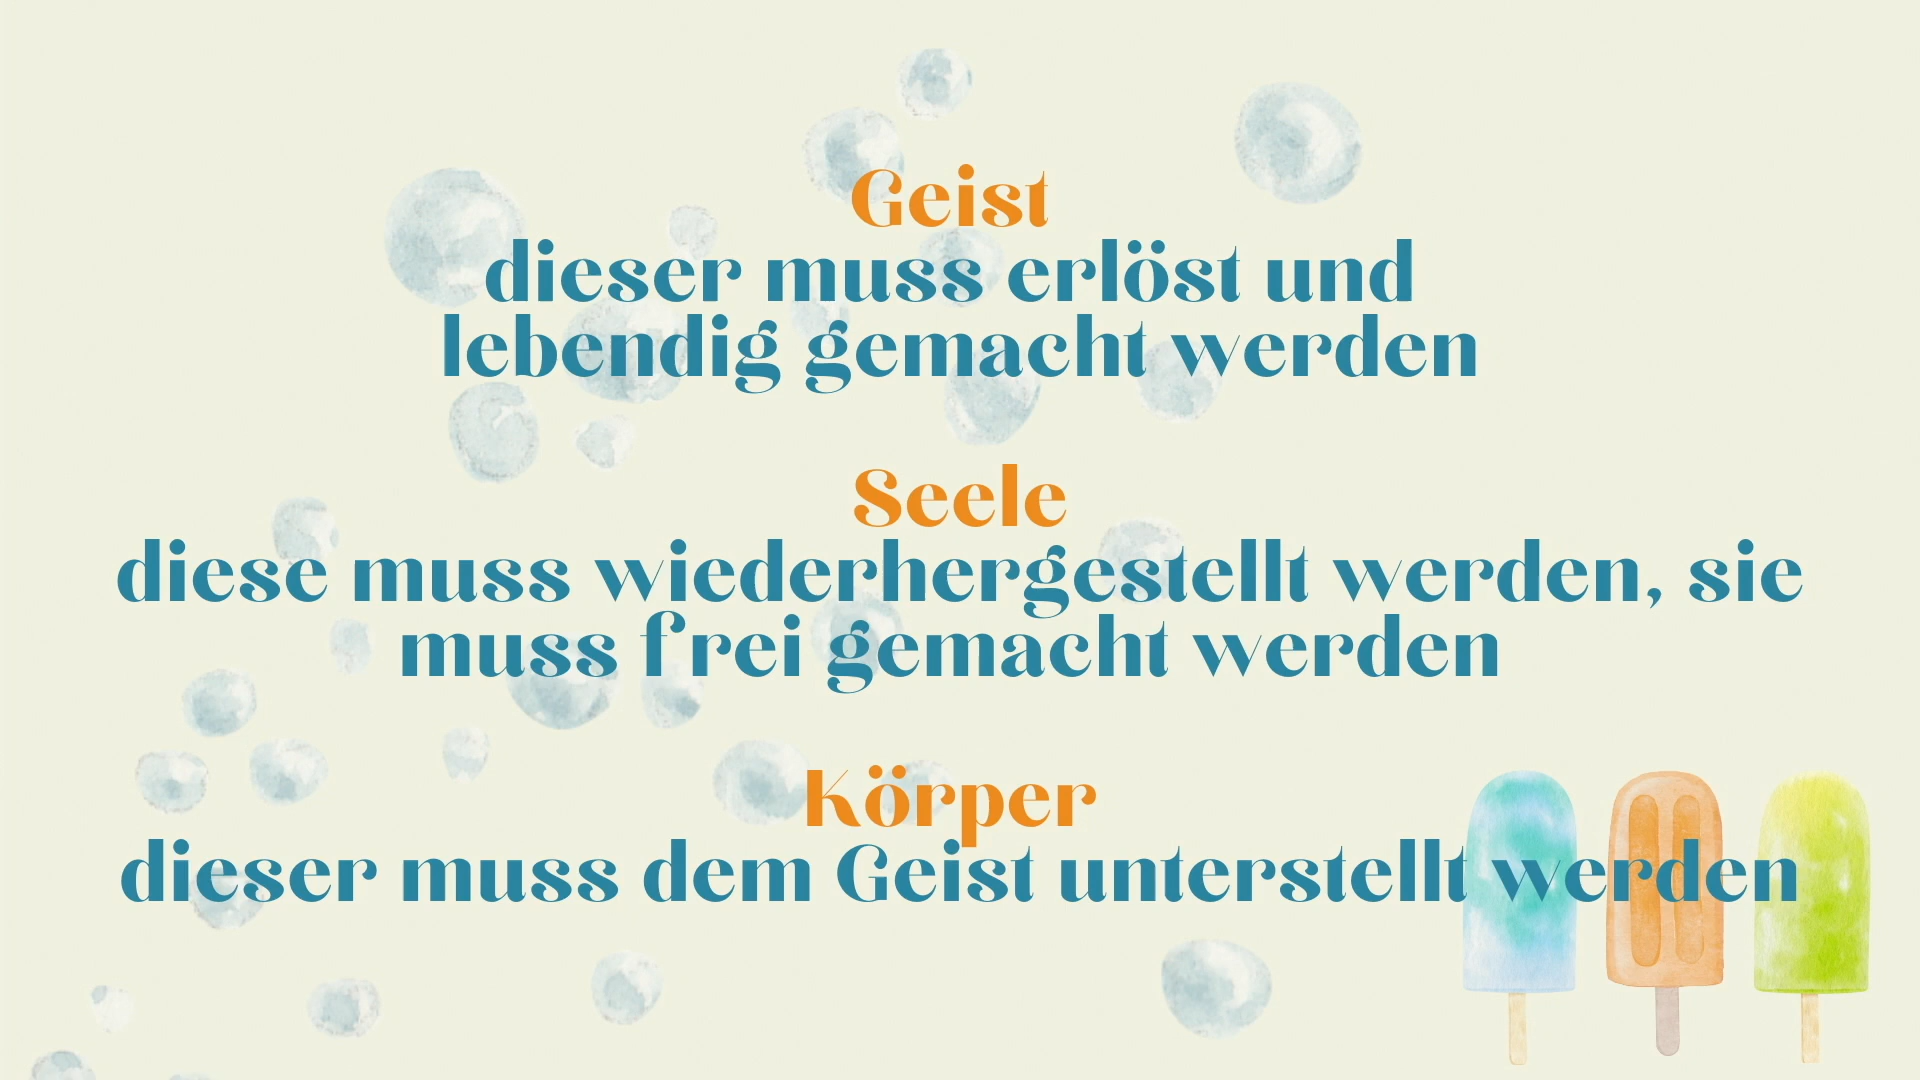 Geist
dieser muss erlöst und
lebendig gemacht werden
Seele
diese muss wiederhergestellt werden, sie
muss frei gemacht werden
Körper
dieser muss dem Geist unterstellt werden